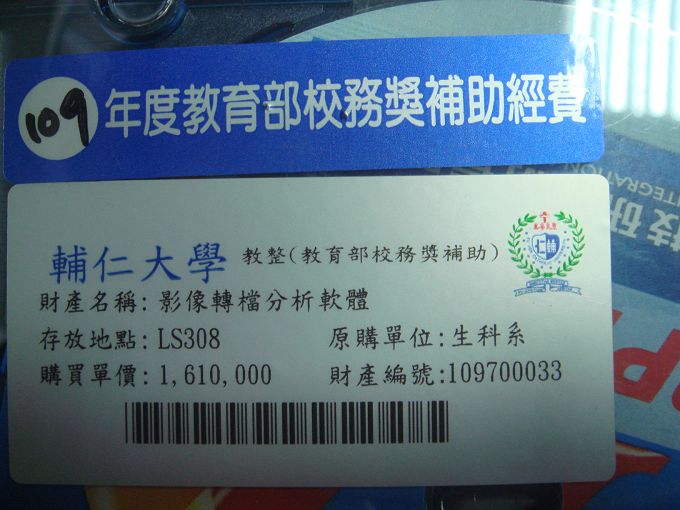 109年度教育部校務獎補助經費
輔仁大學 教整(教育部校務獎補助)
財產名稱: 影像轉檔分析軟體
存放地點: LS308 原購單位: 生科系
購買單價: 1,610,000 財產編號: 109700033
技研
INTEGRATION